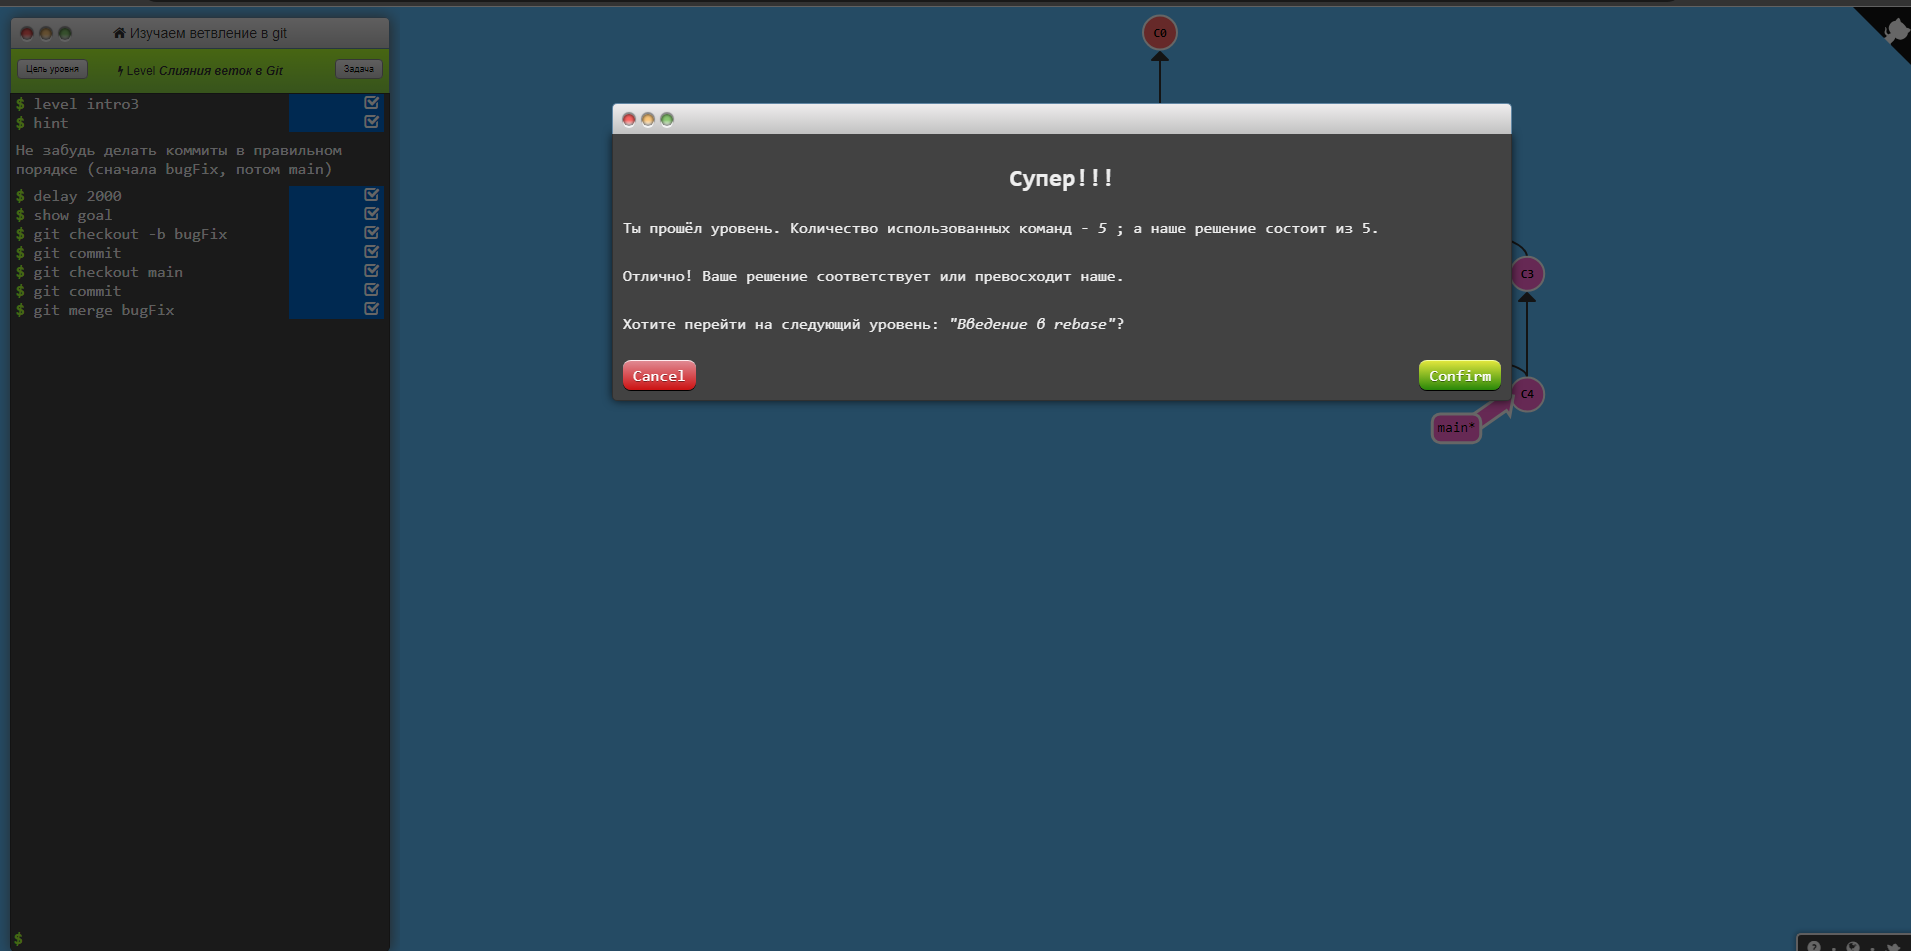 Изучаем ветвление в git
Цель уровня
Level Слияния веток в Git
Задача
$ level intro3
$ hint
Не забудь делать коммиты в правильном
порядке (сначала bugFix, потом main)
$ delay 2000
$ show goal
$ git checkout -b bugFix
$ git commit
$ git checkout main
$ git commit
$ git merge bugFix
$
C0
Супер!!!
Ты прошёл уровень. Количество использованных команд - 5 ; а наше решение состоит из 5.
Отлично! Ваше решение соответствует или превосходит наше.
Хотите перейти на следующий уровень: "Введение в rebase"?
Cancel
Confirm
C3
C4
main*